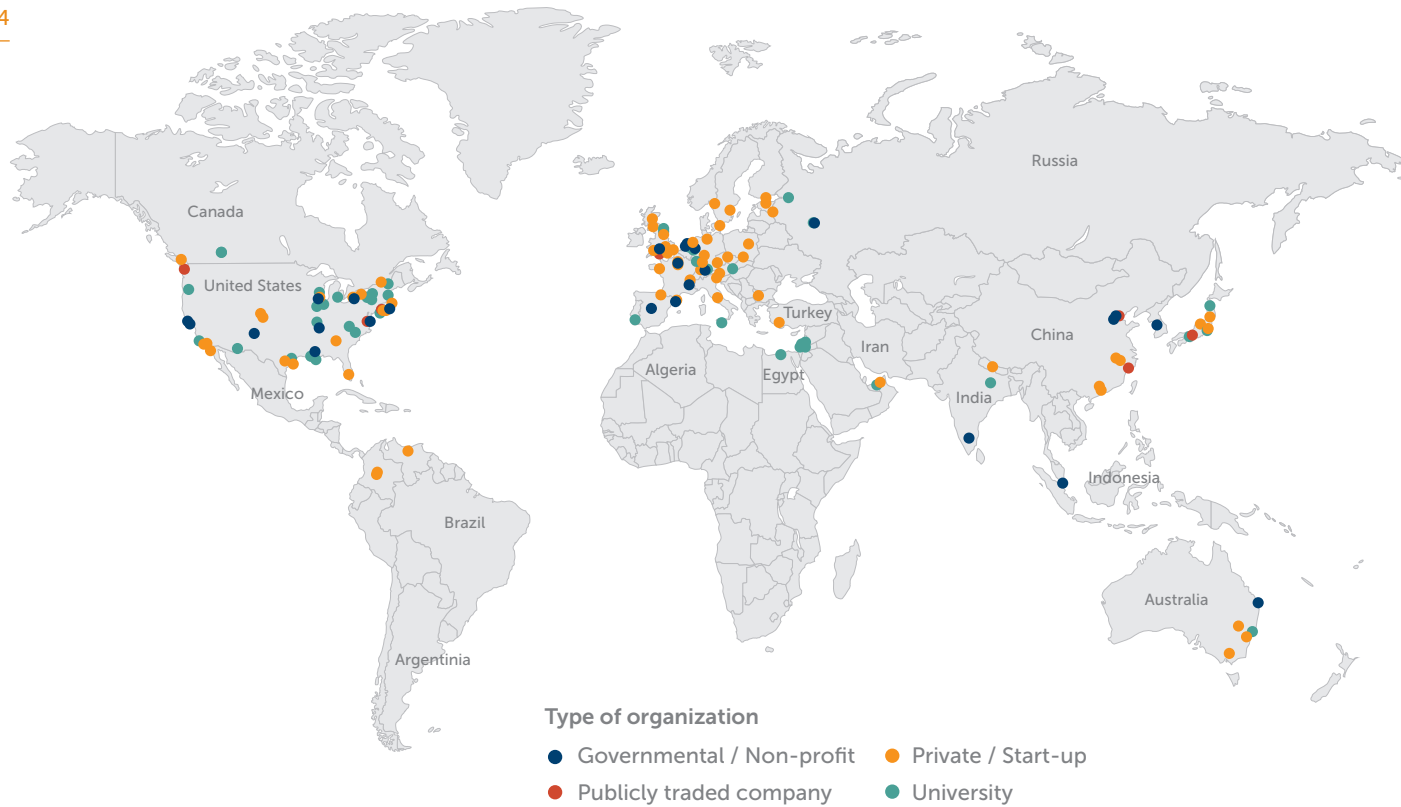 4
Russia
Canada
United States
Turkey
China
Iran
Algeria
Egypt
Mexico
India
Indonesia
Brazil
Australia
Argentinia
Type of organization
Governmental / Non-profit
Private / Start-up
Publicly traded company
University